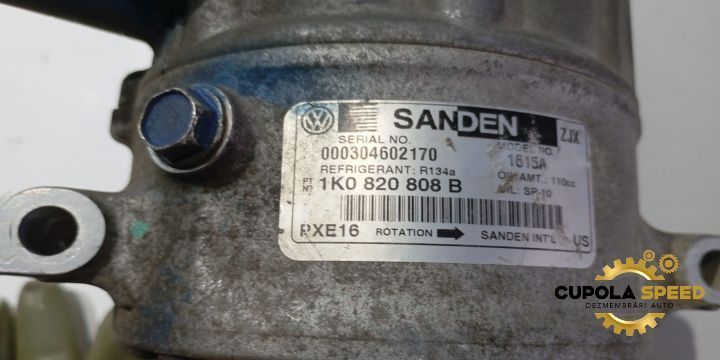 SANDEN
ZJX
SERIAL NO.
MODEL NO.
000304602170
1615A
REFRIGERANT: R134a
OIL AMT.: 110cc
PT NO 1K0 820 808 B
OIL: SP-10
PXE16 ROTATION SANDEN INT'L US
CUPOLA SPEED
DEZMEMBRĂRI AUTO